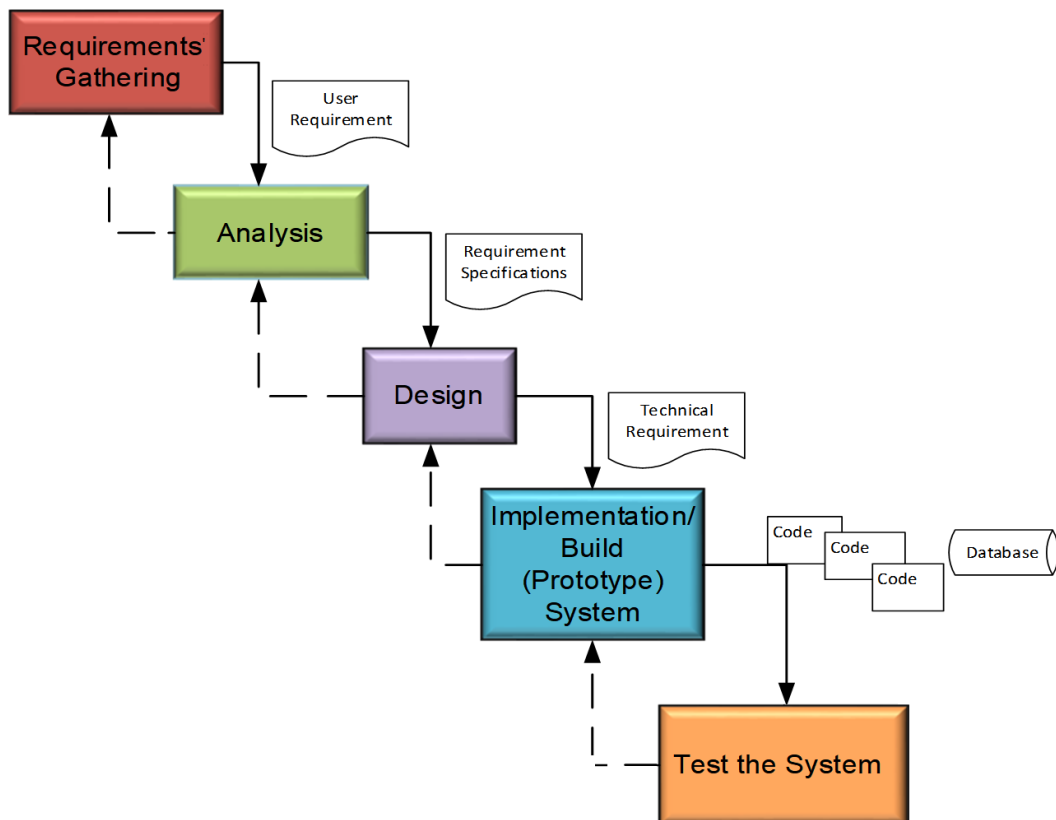 Requirements'
Gathering
User
Requirement
Analysis
Requirement
Specifications
Design
Technical
Requirement
Implementation/
Build
(Prototype)
System
Code
Code
Code
Database
Test the System